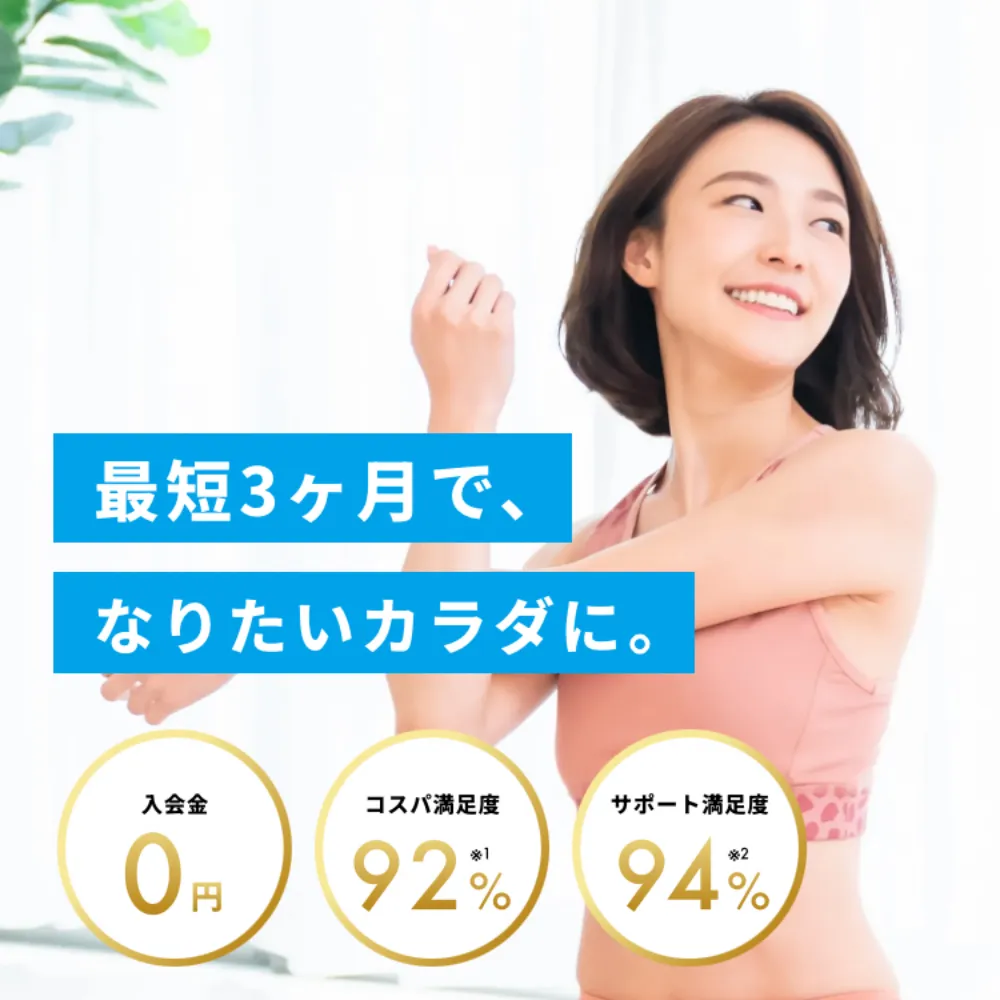 最短3ヶ月で、
なりたいカラダに。
入会金
0円
コスパ満足度
92%※1
サポート満足度
94%※2